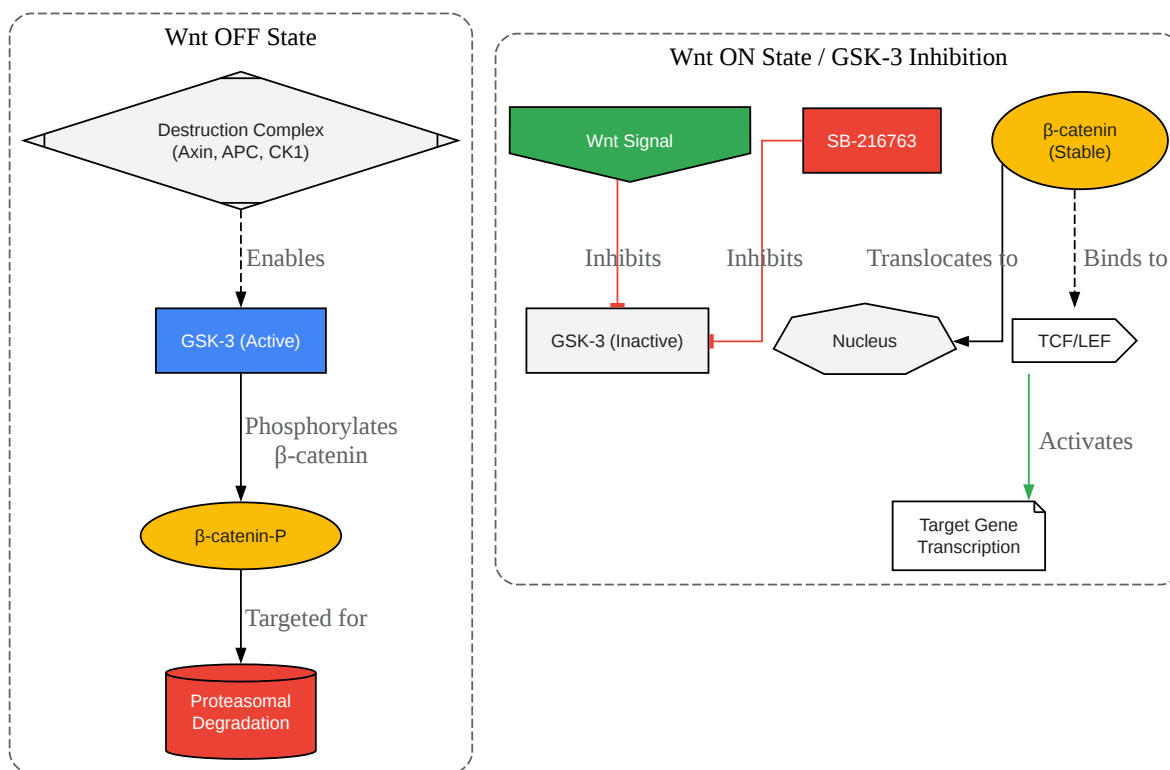 Wnt OFF State
Destruction Complex
(Axin, APC, CK1)
Enables
GSK-3 (Active)
Phosphorylates
β-catenin
β-catenin-P
Targeted for
Proteasomal
Degradation
Wnt ON State / GSK-3 Inhibition
Wnt Signal
SB-216763
β-catenin
(Stable)
Inhibits
Inhibits
Translocates to
Binds to
GSK-3 (Inactive)
Nucleus
TCF/LEF
Activates
Target Gene
Transcription